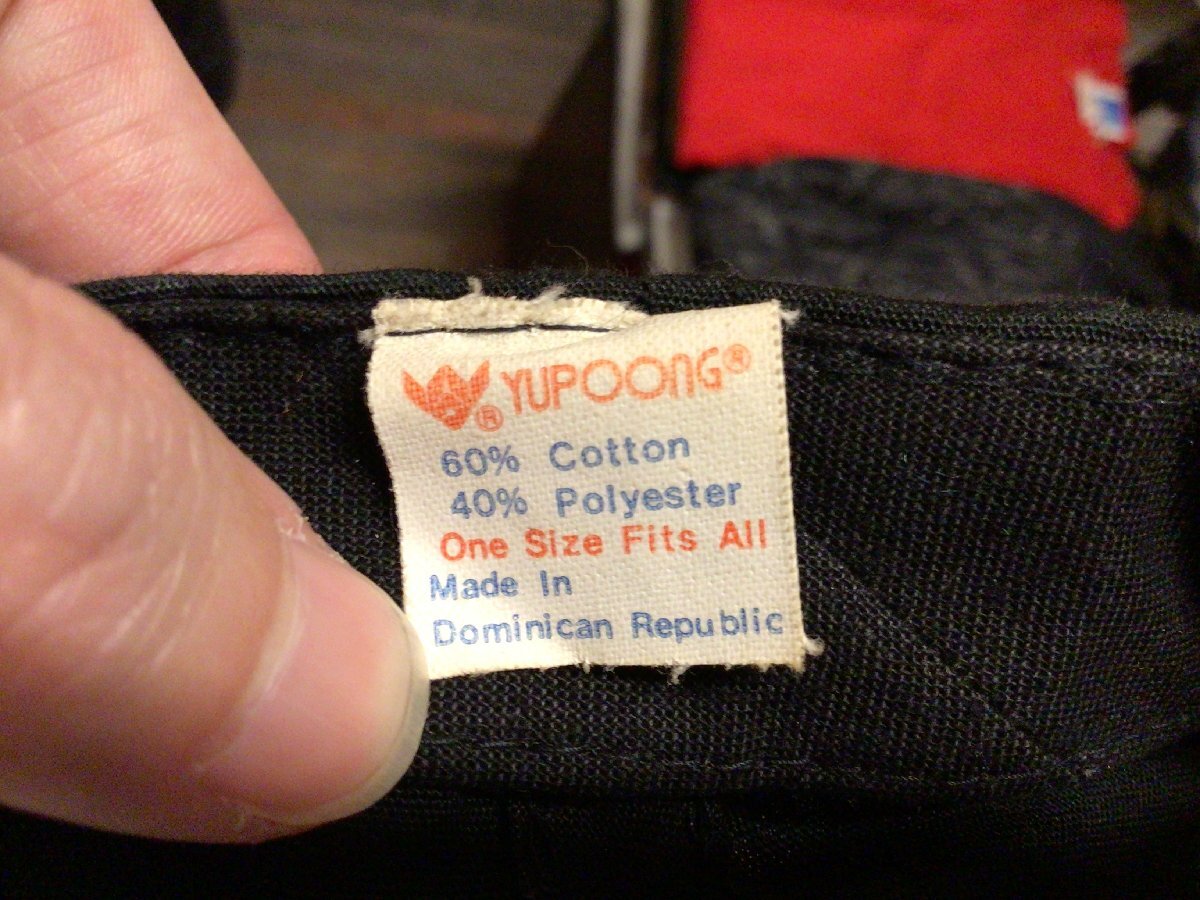 ® YUPOONG®
60% Cotton
40% Polyester
One Size Fits All
Made In
Dominican Republic